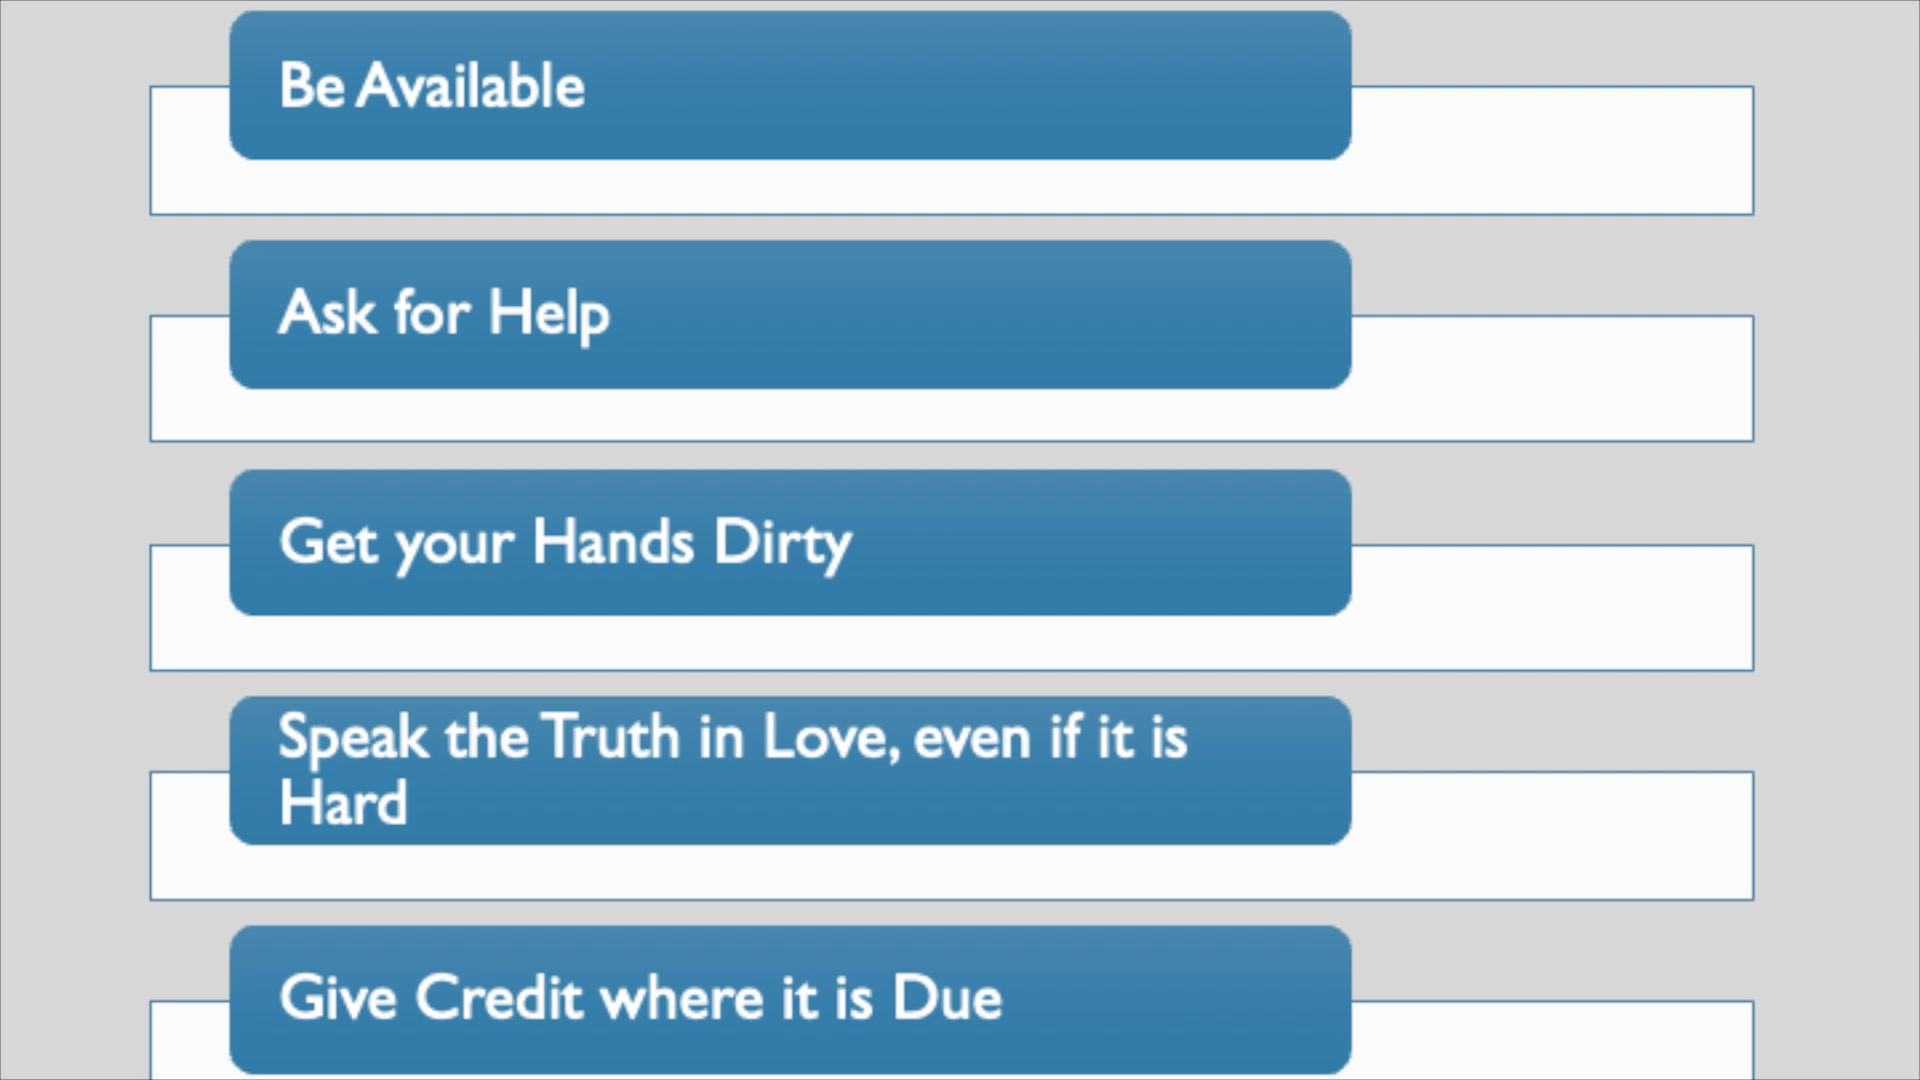 Be Available
Ask for Help
Get your Hands Dirty
Speak the Truth in Love, even if it is
Hard
Give Credit where it is Due